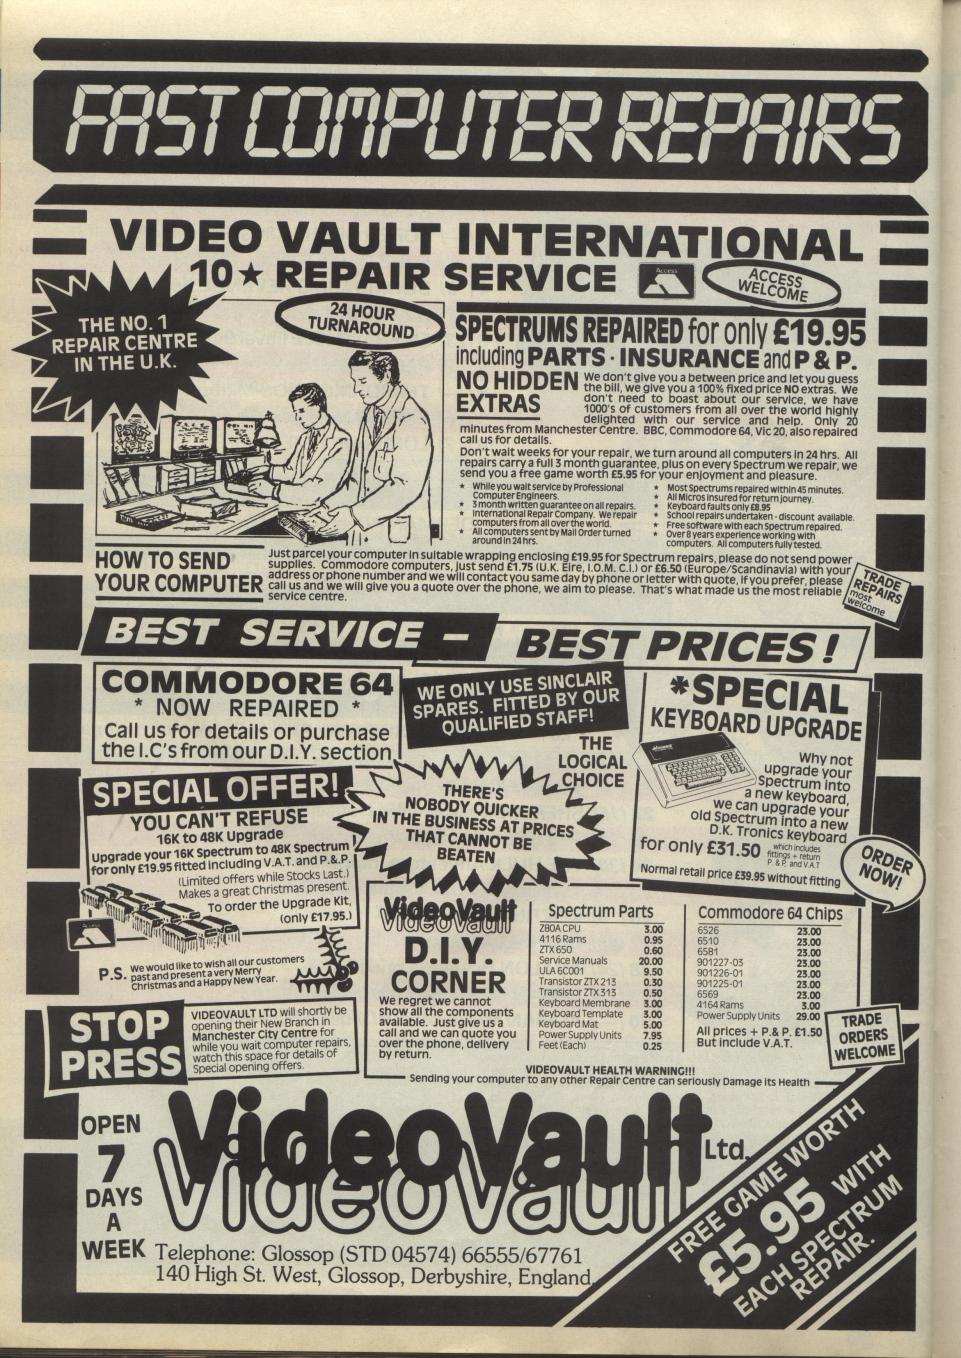 FAST COMPUTER REPAIRS
VIDEO VAULT INTERNATIONAL
10★ REPAIR SERVICE
Access
ACCESS
WELCOME
THE NO. 1
REPAIR CENTRE
IN THE U.K.
24 HOUR
TURNAROUND
SPECTRUMS REPAIRED for only £19.95
including PARTS · INSURANCE and P & P.
NO HIDDEN
EXTRAS
We don't give you a between price and let you guess
the bill, we give you a 100% fixed price NO extras. We
don't need to boast about our service, we have
1000's of customers from all over the world highly
delighted with our service and help. Only 20
minutes from Manchester Centre. BBC, Commodore 64, Vic 20, also repaired
call us for details.
Don't wait weeks for your repair, we turn around all computers in 24 hrs. All
repairs carry a full 3 month guarantee, plus on every Spectrum we repair, we
send you a free game worth £5.95 for your enjoyment and pleasure.
* While you wait service by Professional
Computer Engineers.
* 3 month written guarantee on all repairs.
* International Repair Company. We repair
computers from all over the world.
* All computers sent by Mail Order turned
around in 24 hrs.
* Most Spectrums repaired within 45 minutes.
* All Micros insured for return journey.
* Keyboard faults only £8.95
* School repairs undertaken - discount available.
* Free software with each Spectrum repaired.
* Over 8 years experience working with
computers. All computers fully tested.
HOW TO SEND
YOUR COMPUTER
Just parcel your computer in suitable wrapping enclosing £19.95 for Spectrum repairs, please do not send power
supplies. Commodore computers, just send £1.75 (U.K. Eire, I.O.M. C.I.) or £6.50 (Europe/Scandinavia) with your
address or phone number and we will contact you same day by phone or letter with quote, if you prefer, please
call us and we will give you a quote over the phone, we aim to please. That's what made us the most reliable
service centre.
TRADE
REPAIRS
most
welcome
BEST SERVICE –
BEST PRICES!
COMMODORE 64
* NOW REPAIRED *
Call us for details or purchase
the I.C's from our D.I.Y. section
WE ONLY USE SINCLAIR
SPARES. FITTED BY OUR
QUALIFIED STAFF!
THE
LOGICAL
CHOICE
*SPECIAL
KEYBOARD UPGRADE
Why not
upgrade your
Spectrum into
a new keyboard,
we can upgrade your
old Spectrum into a new
D.K. Tronics keyboard
for only £31.50
which includes
fittings + return
P. & P. and V.A.T
Normal retail price £39.95 without fitting
ORDER
NOW!
SPECIAL OFFER!
YOU CAN'T REFUSE
16K to 48K Upgrade
Upgrade your 16K Spectrum to 48K Spectrum
for only £19.95 fitted including V.A.T. and P.&.P.
(Limited offers while Stocks Last.)
Makes a great Christmas present.
To order the Upgrade Kit,
(only £17.95.)
Access
THERE'S
NOBODY QUICKER
IN THE BUSINESS AT PRICES
THAT CANNOT BE
BEATEN
P.S. We would like to wish all our customers
past and present a very Merry
Christmas and a Happy New Year.
VideoVault
VideoVault
D.I.Y.
CORNER
We regret we cannot
show all the components
available. Just give us a
call and we can quote you
over the phone, delivery
by return.
Spectrum Parts
Z80A CPU 3.00
4116 Rams 0.95
ZTX 650 0.60
Service Manuals 20.00
ULA 6C001 9.50
Transistor ZTX 213 0.30
Transistor ZTX 313 0.50
Keyboard Membrane 3.00
Keyboard Template 3.00
Keyboard Mat 3.00
Power Supply Units 7.95
Feet (Each) 0.25
Commodore 64 Chips
6526 23.00
6510 23.00
6581 23.00
901227-03 23.00
901226-01 23.00
901225-01 23.00
6569 23.00
4164 Rams 3.00
Power Supply Units 29.00
All prices + P.& P. £1.50
But include V.A.T.
TRADE
ORDERS
WELCOME
STOP
PRESS
VIDEOVAULT LTD will shortly be
opening their New Branch in
Manchester City Centre for
while you wait computer repairs,
watch this space for details of
Special opening offers.
VIDEOVAULT HEALTH WARNING!!!
Sending your computer to any other Repair Centre can seriously Damage its Health
OPEN
7
DAYS
A
WEEK
VideoVault Ltd.
VideoVault
Telephone: Glossop (STD 04574) 66555/67761
140 High St. West, Glossop, Derbyshire, England.
FREE GAME WORTH
£5.95 WITH
EACH SPECTRUM
REPAIR.